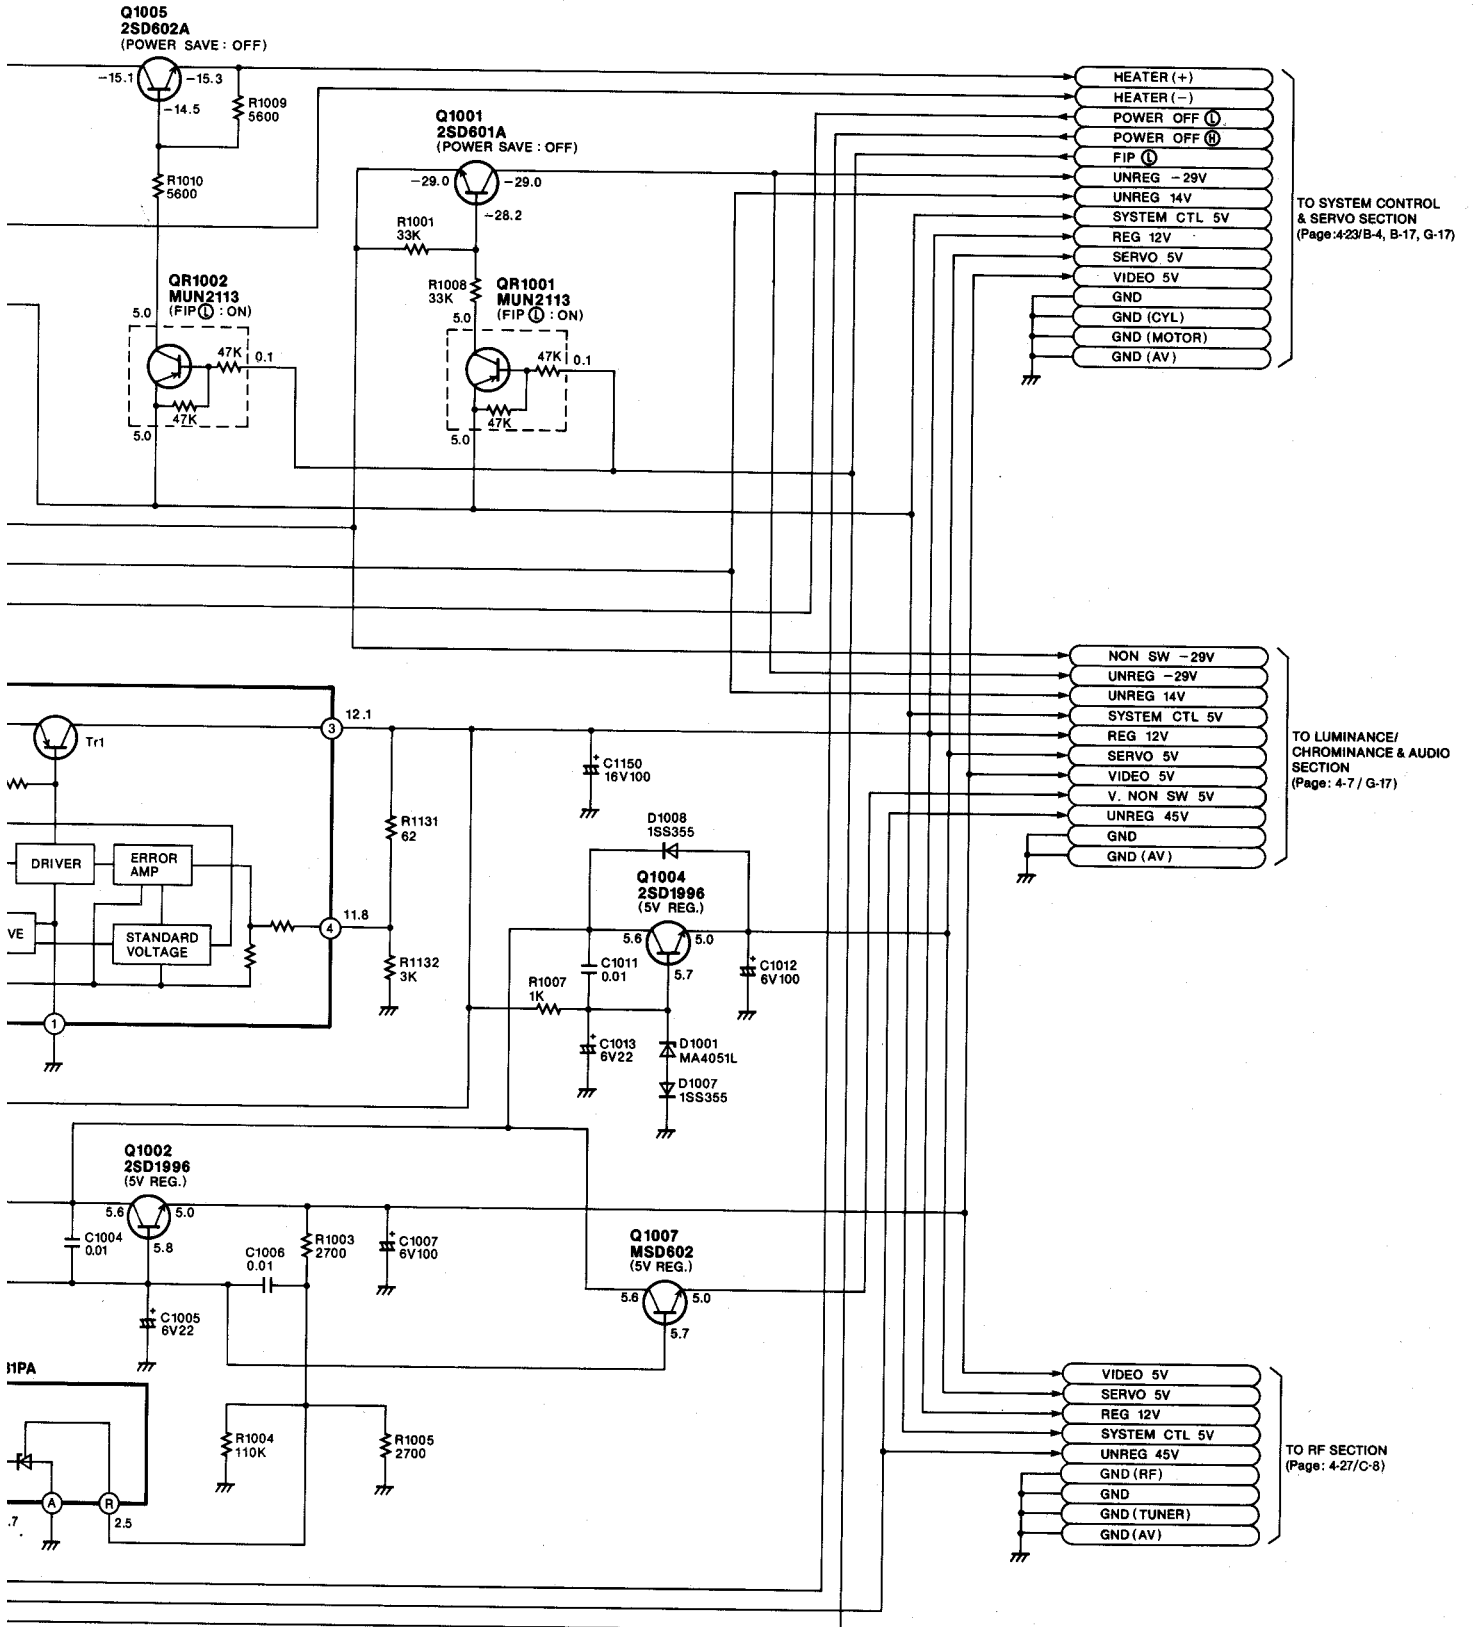 Q1005
2SD602A
(POWER SAVE : OFF)
-15.1
-15.3
-14.5
R1009
5600
R1010
5600
Q1001
2SD601A
(POWER SAVE : OFF)
-29.0
-29.0
-28.2
R1001
33K
R1008
33K
QR1002
MUN2113
(FIP Ⓛ : ON)
5.0
47K
0.1
47K
5.0
QR1001
MUN2113
(FIP Ⓛ : ON)
5.0
47K
0.1
47K
5.0
HEATER (+)
HEATER (-)
POWER OFF Ⓛ
POWER OFF Ⓗ
FIP Ⓛ
UNREG -29V
UNREG 14V
SYSTEM CTL 5V
REG 12V
SERVO 5V
VIDEO 5V
GND
GND (CYL)
GND (MOTOR)
GND (AV)
TO SYSTEM CONTROL
& SERVO SECTION
(Page:4-23/B-4, B-17, G-17)
NON SW -29V
UNREG -29V
UNREG 14V
SYSTEM CTL 5V
REG 12V
SERVO 5V
VIDEO 5V
V. NON SW 5V
UNREG 45V
GND
GND (AV)
TO LUMINANCE/
CHROMINANCE & AUDIO
SECTION
(Page: 4-7 / G-17)
Tr1
3
12.1
DRIVER
ERROR
AMP
VE
STANDARD
VOLTAGE
4
11.8
1
R1131
62
R1132
3K
C1150
16V100
D1008
1SS355
Q1004
2SD1996
(5V REG.)
5.6
5.0
5.7
C1011
0.01
C1012
6V100
R1007
1K
C1013
6V22
D1001
MA4051L
D1007
1SS355
Q1002
2SD1996
(5V REG.)
5.6
5.0
5.8
C1004
0.01
C1006
0.01
R1003
2700
C1007
6V100
C1005
6V22
Q1007
MSD602
(5V REG.)
5.6
5.0
5.7
31PA
R1004
110K
R1005
2700
A
R
.7
2.5
VIDEO 5V
SERVO 5V
REG 12V
SYSTEM CTL 5V
UNREG 45V
GND (RF)
GND
GND (TUNER)
GND (AV)
TO RF SECTION
(Page: 4-27/C-8)